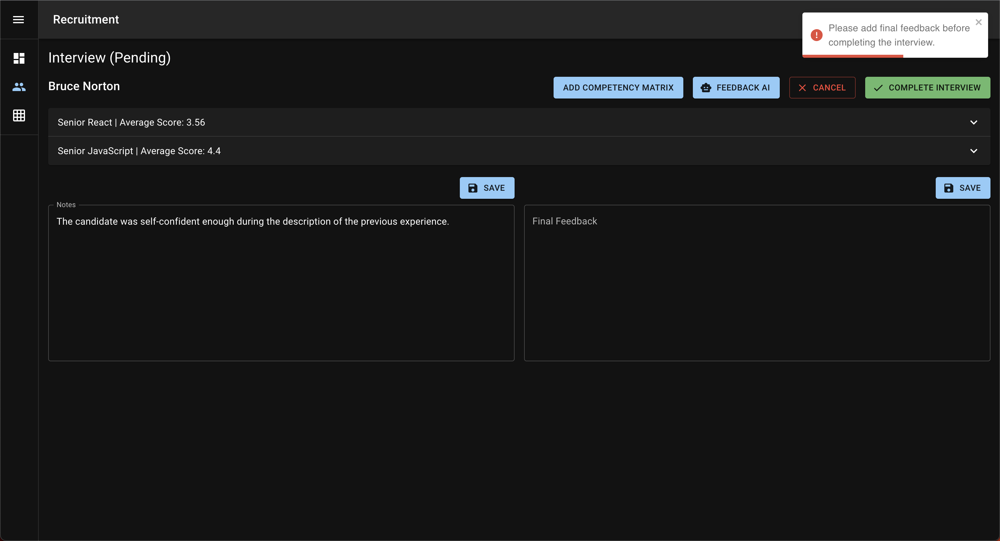 Recruitment
Please add final feedback before
completing the interview.
Interview (Pending)
Bruce Norton
ADD COMPETENCY MATRIX
FEEDBACK AI
CANCEL
COMPLETE INTERVIEW
Senior React | Average Score: 3.56
Senior JavaScript | Average Score: 4.4
SAVE
SAVE
Notes
The candidate was self-confident enough during the description of the previous experience.
Final Feedback